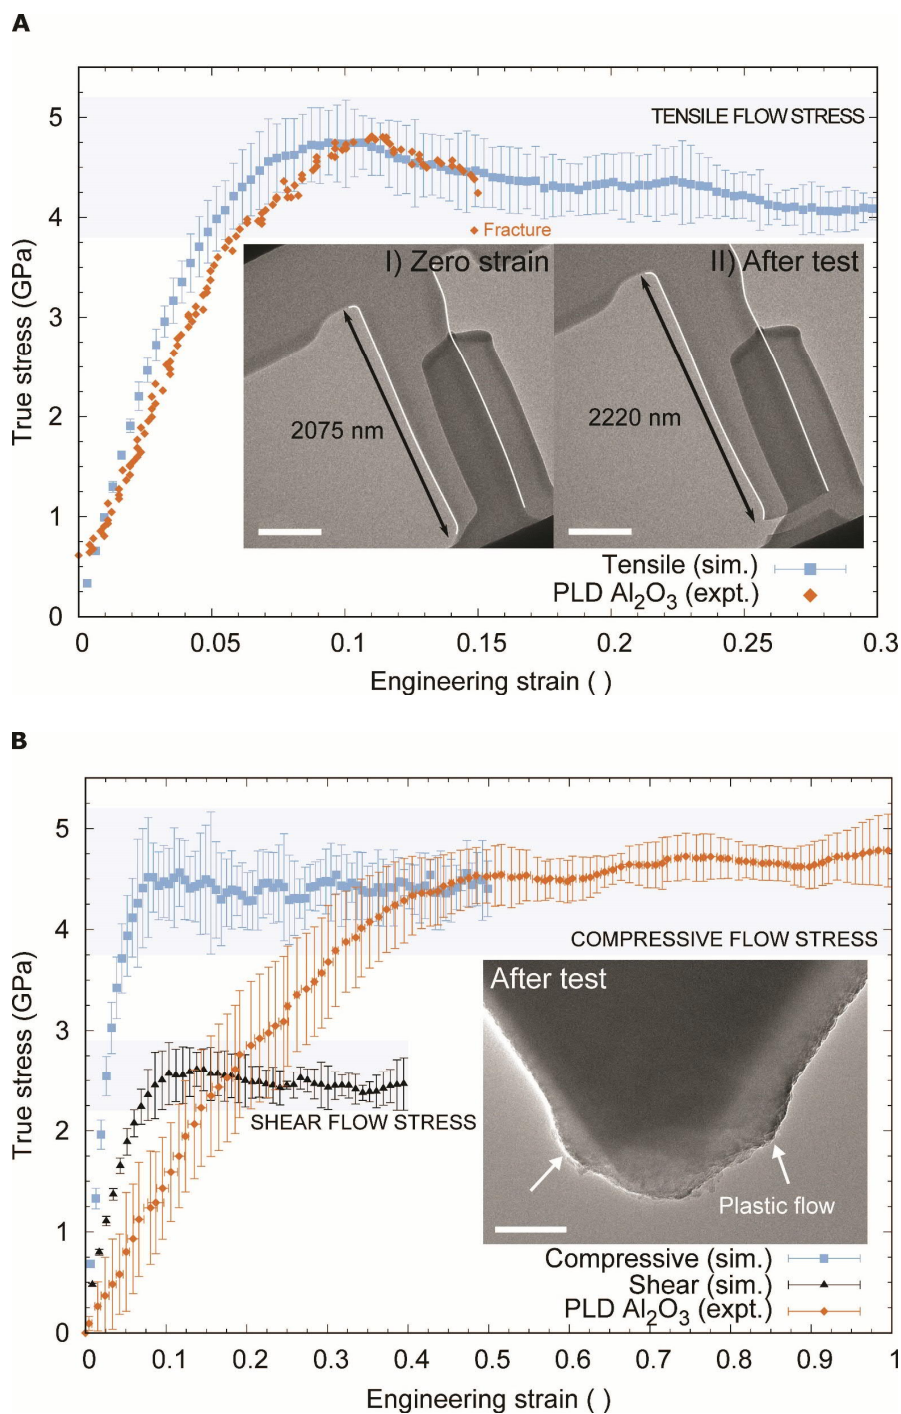 A
5
4
3
2
1
0
True stress (GPa)
TENSILE FLOW STRESS
Fracture
I) Zero strain
II) After test
2075 nm
2220 nm
Tensile (sim.)
PLD Al₂O₃ (expt.)
0 0.05 0.1 0.15 0.2 0.25 0.3
Engineering strain ( )
B
5
4
3
2
1
0
True stress (GPa)
COMPRESSIVE FLOW STRESS
After test
SHEAR FLOW STRESS
Plastic flow
Compressive (sim.)
Shear (sim.)
PLD Al₂O₃ (expt.)
0 0.1 0.2 0.3 0.4 0.5 0.6 0.7 0.8 0.9 1
Engineering strain ( )